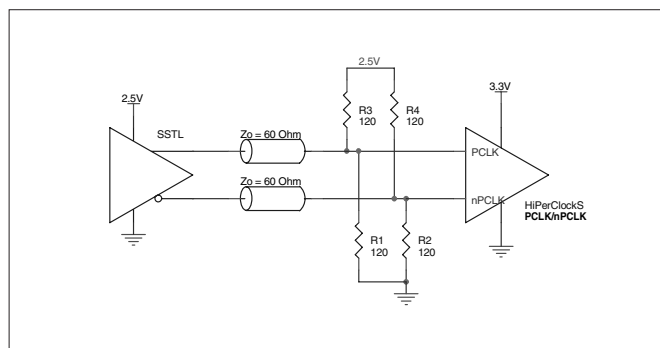 2.5V
2.5V
3.3V
SSTL
R3
120
R4
120
Zo = 60 Ohm
PCLK
Zo = 60 Ohm
nPCLK
HiPerClockS
PCLK/nPCLK
R1
120
R2
120